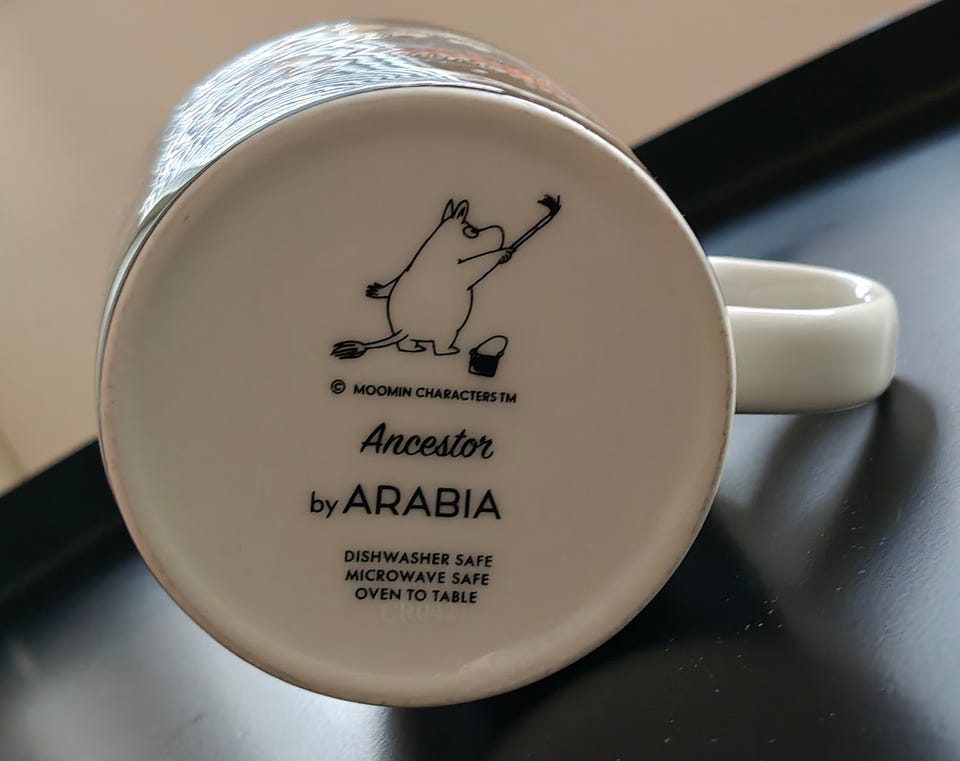 © MOOMIN CHARACTERS TM
Ancestor
by ARABIA
DISHWASHER SAFE
MICROWAVE SAFE
OVEN TO TABLE